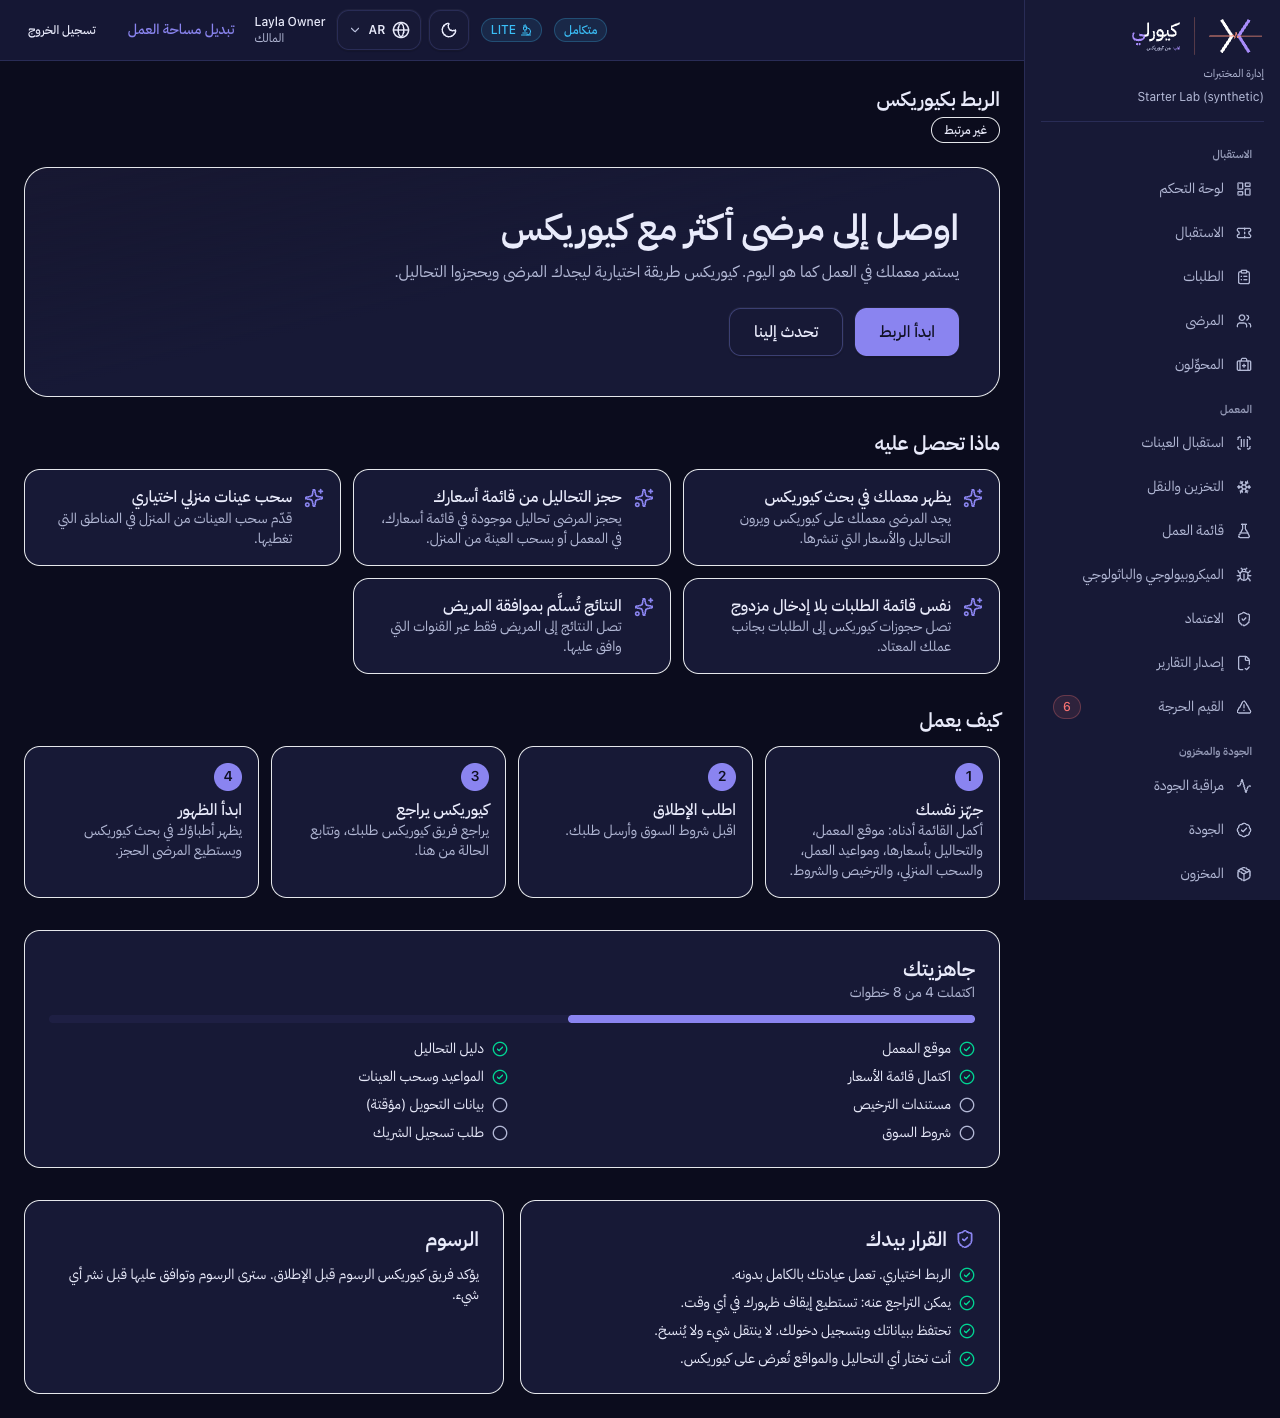 كيورلي
لاب من كيوريكس
إدارة المختبرات
Starter Lab (synthetic)
الاستقبال
لوحة التحكم
الاستقبال
الطلبات
المرضى
المحوِّلون
المعمل
استقبال العينات
التخزين والنقل
قائمة العمل
الميكروبيولوجي والباثولوجي
الاعتماد
إصدار التقارير
القيم الحرجة
6
الجودة والمخزون
مراقبة الجودة
الجودة
المخزون
متكامل
LITE
AR
Layla Owner
المالك
تبديل مساحة العمل
تسجيل الخروج
الربط بكيوريكس
غير مرتبط
اوصل إلى مرضى أكثر مع كيوريكس
يستمر معملك في العمل كما هو اليوم. كيوريكس طريقة اختيارية ليجدك المرضى ويحجزوا التحاليل.
ابدأ الربط
تحدث إلينا
ماذا تحصل عليه
يظهر معملك في بحث كيوريكس
يجد المرضى معملك على كيوريكس ويرون
التحاليل والأسعار التي تنشرها.
حجز التحاليل من قائمة أسعارك
يحجز المرضى تحاليل موجودة في قائمة أسعارك،
في المعمل أو بسحب العينة من المنزل.
سحب عينات منزلي اختياري
قدّم سحب العينات من المنزل في المناطق التي
تغطيها.
نفس قائمة الطلبات بلا إدخال مزدوج
تصل حجوزات كيوريكس إلى الطلبات بجانب
عملك المعتاد.
النتائج تُسلَّم بموافقة المريض
تصل النتائج إلى المريض فقط عبر القنوات التي
وافق عليها.
كيف يعمل
1
جهّز نفسك
أكمل القائمة أدناه: موقع المعمل،
والتحاليل بأسعارها، ومواعيد العمل،
والسحب المنزلي، والترخيص والشروط.
2
اطلب الإطلاق
اقبل شروط السوق وأرسل طلبك.
3
كيوريكس يراجع
يراجع فريق كيوريكس طلبك، وتتابع
الحالة من هنا.
4
ابدأ الظهور
يظهر أطباؤك في بحث كيوريكس
ويستطيع المرضى الحجز.
جاهزيتك
اكتملت 4 من 8 خطوات
موقع المعمل
دليل التحاليل
اكتمال قائمة الأسعار
المواعيد وسحب العينات
مستندات الترخيص
بيانات التحويل (مؤقتة)
شروط السوق
طلب تسجيل الشريك
القرار بيدك
الربط اختياري. تعمل عيادتك بالكامل بدونه.
يمكن التراجع عنه: تستطيع إيقاف ظهورك في أي وقت.
تحتفظ ببياناتك وبتسجيل دخولك. لا ينتقل شيء ولا يُنسخ.
أنت تختار أي التحاليل والمواقع تُعرض على كيوريكس.
الرسوم
يؤكد فريق كيوريكس الرسوم قبل الإطلاق. سترى الرسوم وتوافق عليها قبل نشر أي
شيء.